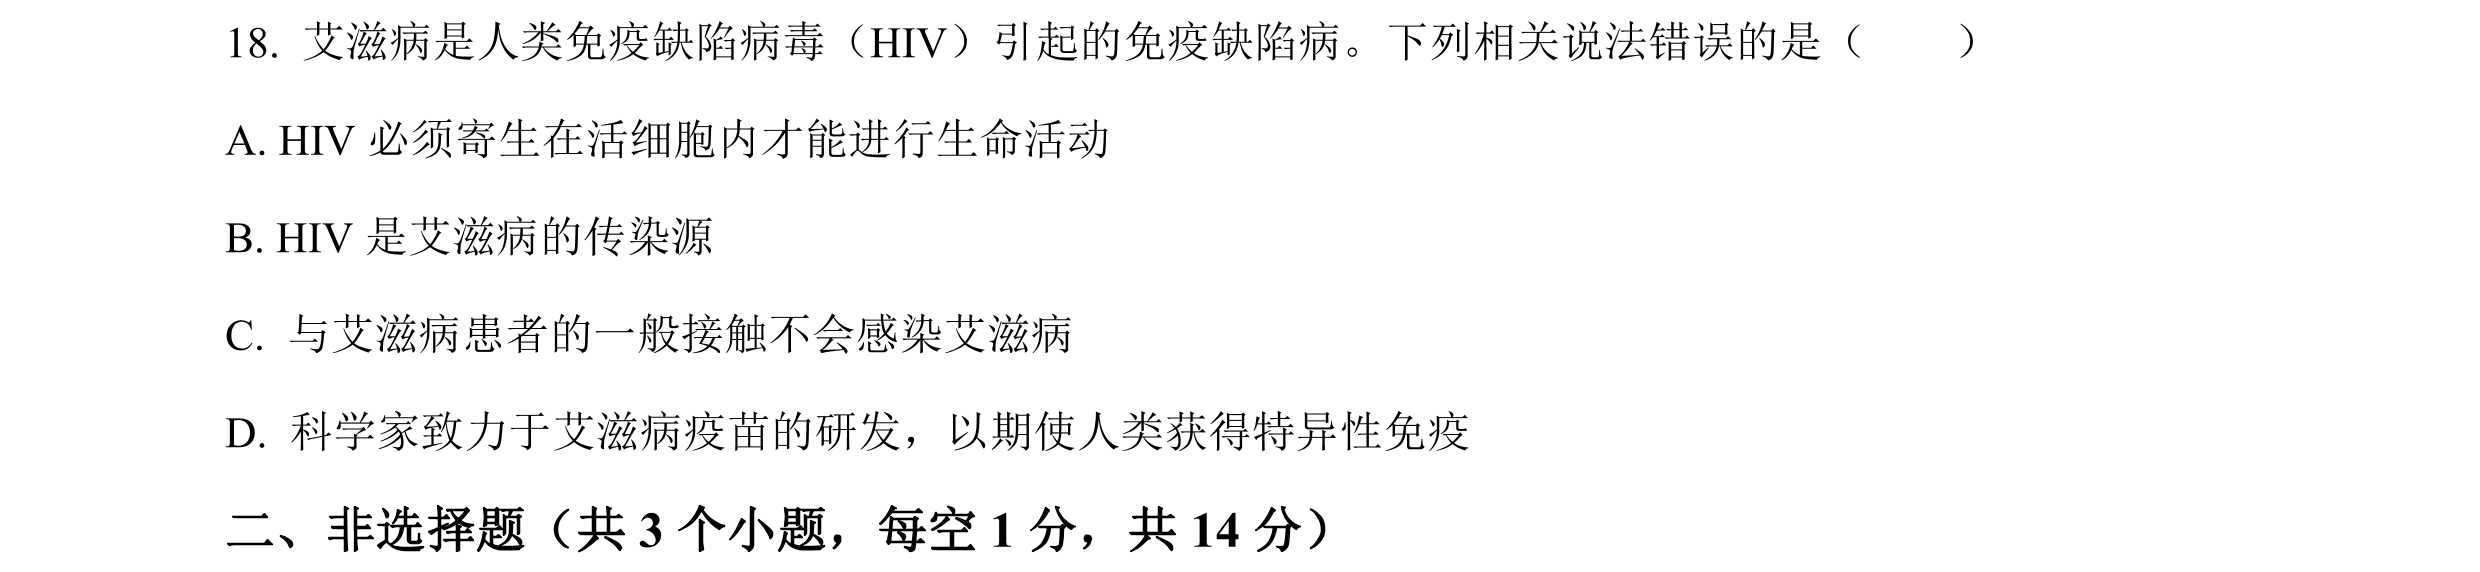 18. 艾滋病是人类免疫缺陷病毒（HIV）引起的免疫缺陷病。下列相关说法错误的是（　　）
A. HIV 必须寄生在活细胞内才能进行生命活动
B. HIV 是艾滋病的传染源
C. 与艾滋病患者的一般接触不会感染艾滋病
D. 科学家致力于艾滋病疫苗的研发，以期使人类获得特异性免疫
二、非选择题（共 3 个小题，每空 1 分，共 14 分）